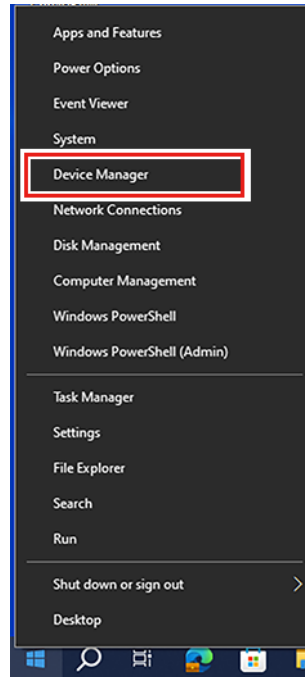 Apps and Features
Power Options
Event Viewer
System
Device Manager
Network Connections
Disk Management
Computer Management
Windows PowerShell
Windows PowerShell (Admin)
Task Manager
Settings
File Explorer
Search
Run
Shut down or sign out
Desktop